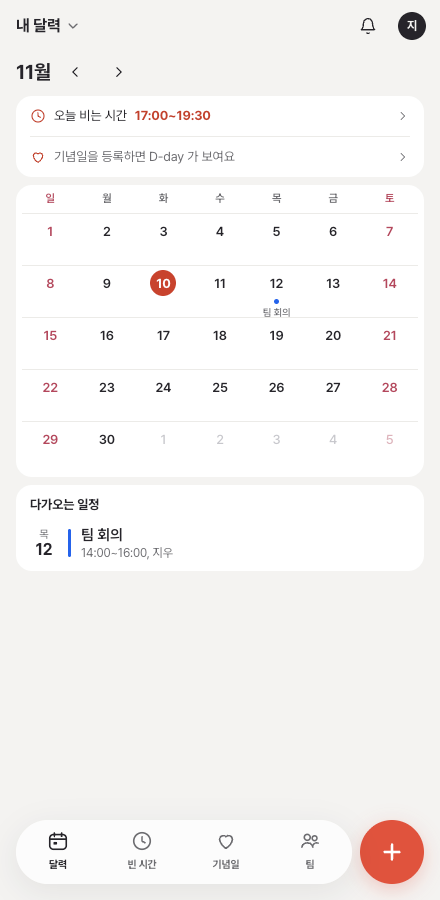 내 달력
지
11월
오늘 비는 시간 17:00~19:30
기념일을 등록하면 D-day 가 보여요
일 월 화 수 목 금 토
1 2 3 4 5 6 7
8 9 10 11 12 13 14
팀 회의
15 16 17 18 19 20 21
22 23 24 25 26 27 28
29 30 1 2 3 4 5
다가오는 일정
목
12
팀 회의
14:00~16:00, 지우
달력 빈 시간 기념일 팀